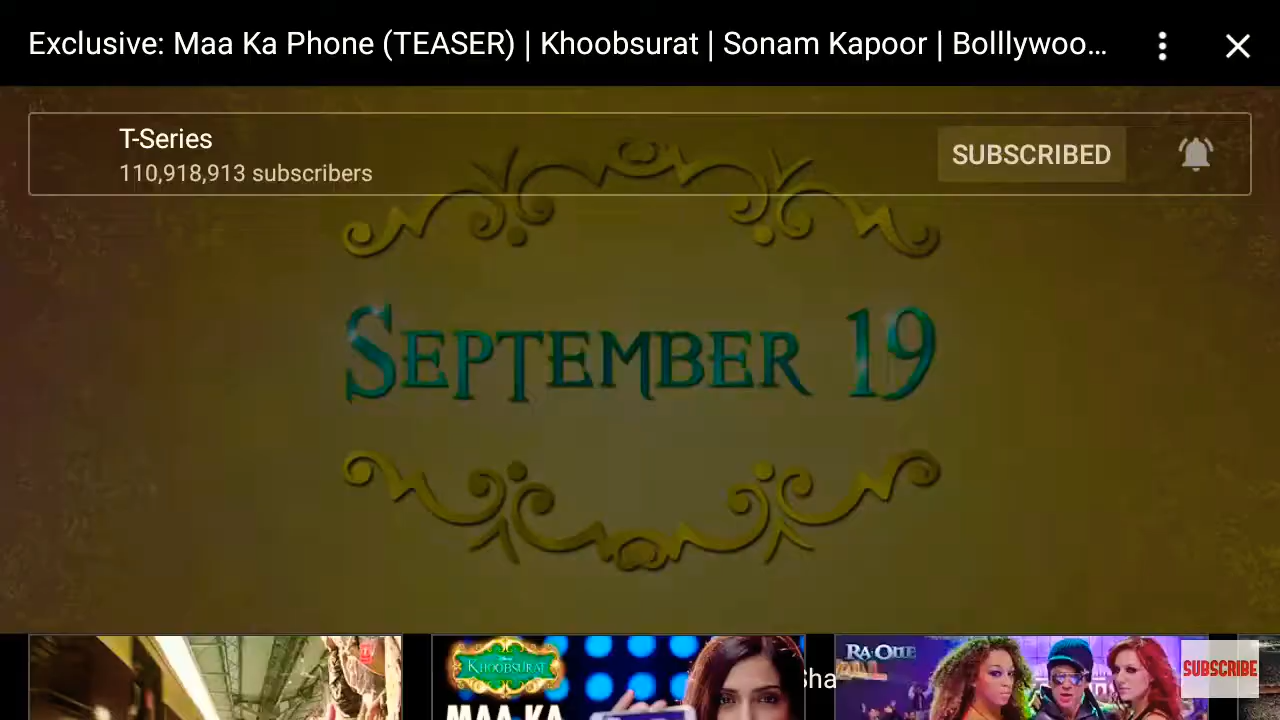 Exclusive: Maa Ka Phone (TEASER) | Khoobsurat | Sonam Kapoor | Bolllywoo...
T-Series
110,918,913 subscribers
SUBSCRIBED
SEPTEMBER 19
KHOOBSURAT
MAA KA
Sha
RA.ONE
SUBSCRIBE